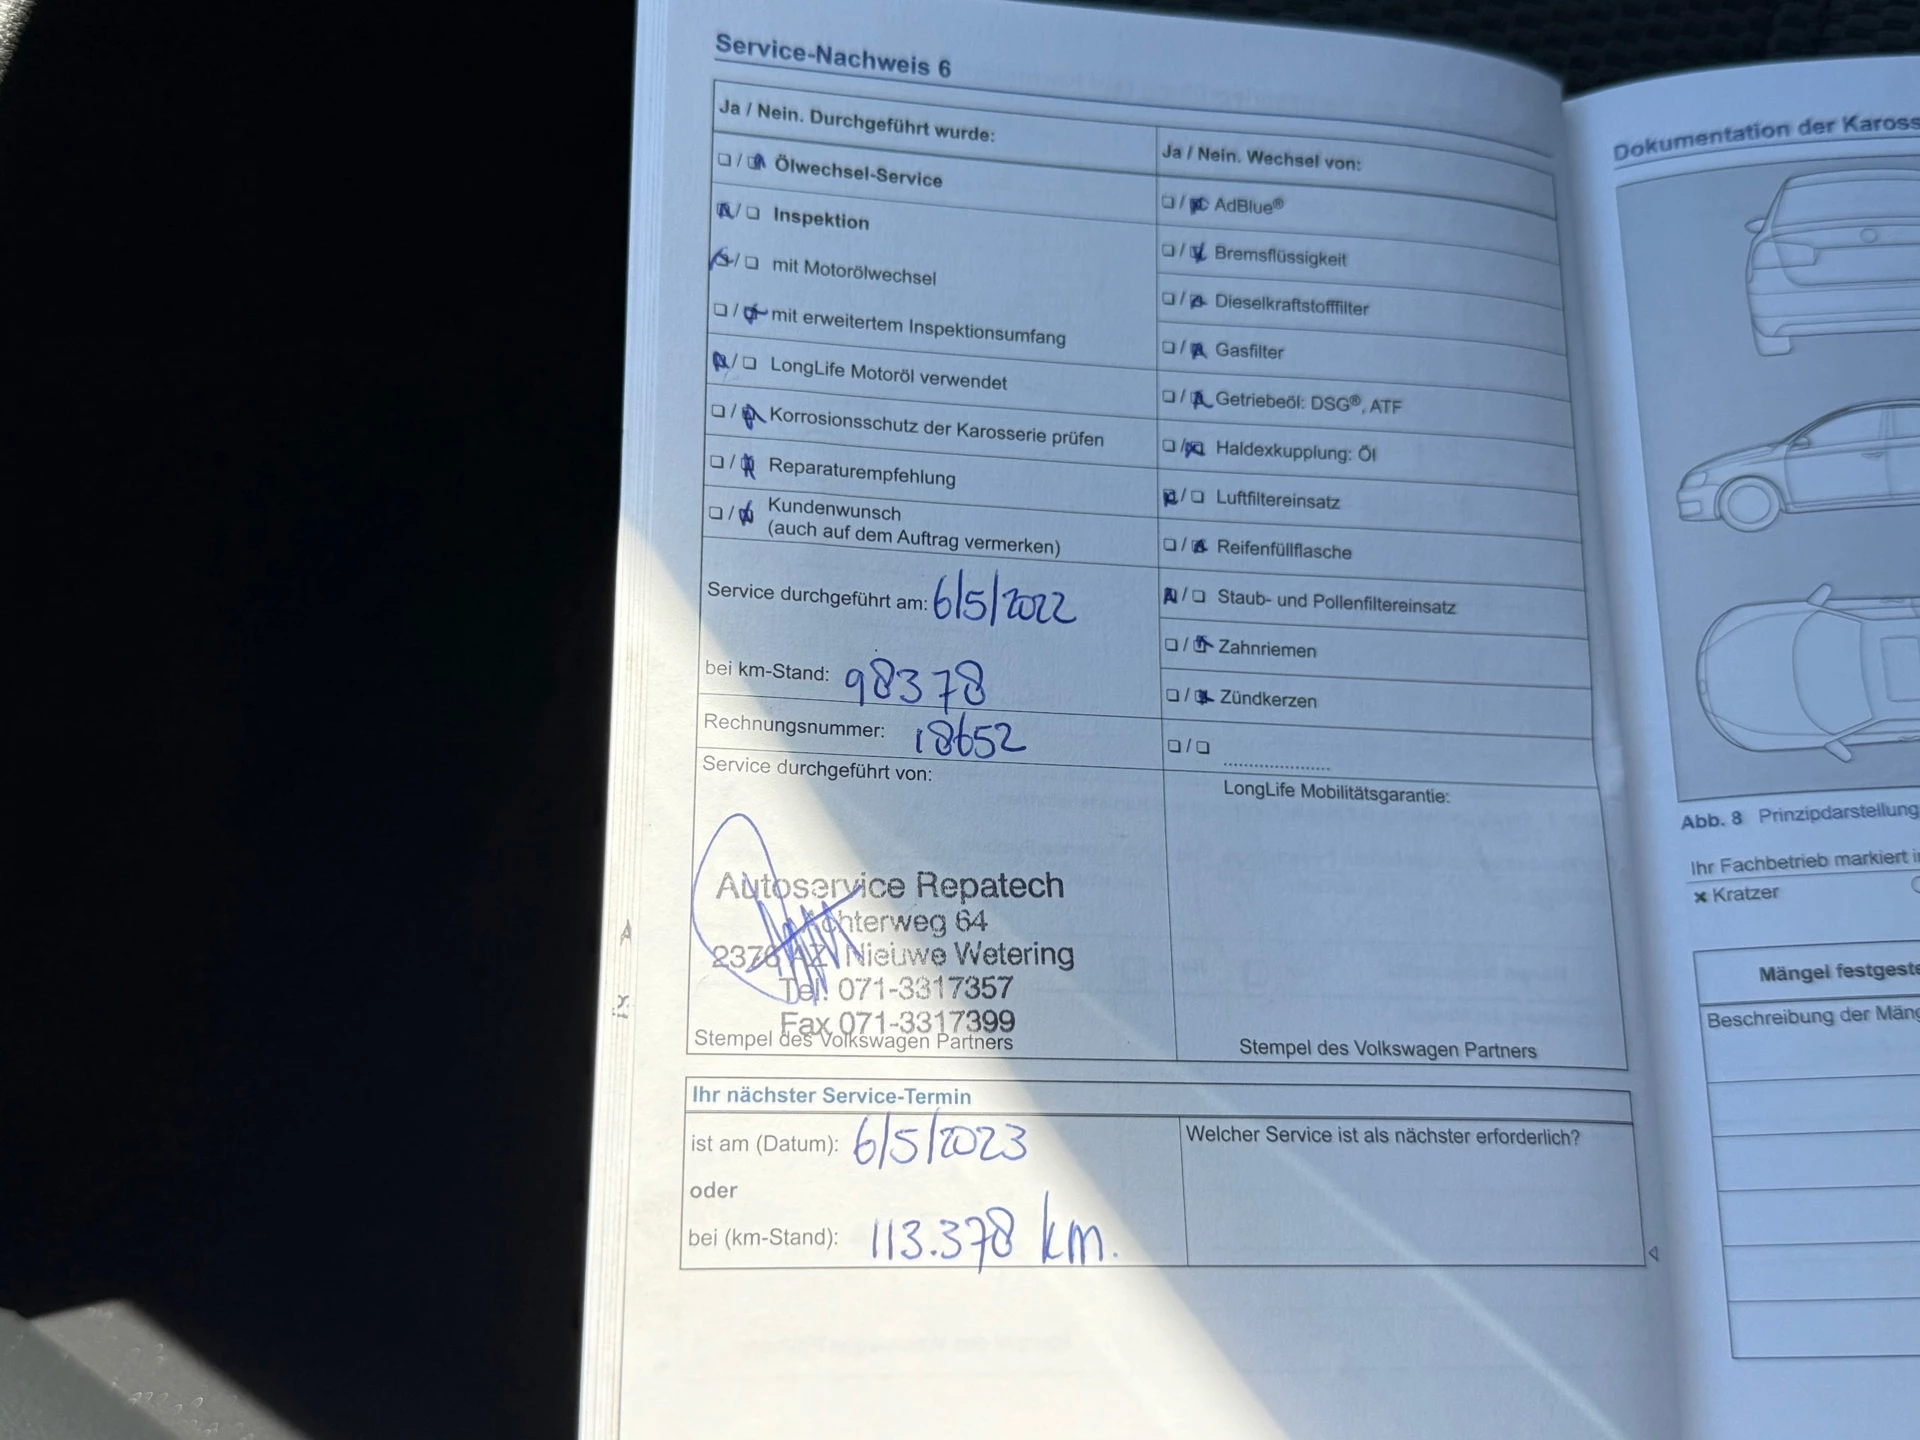 Service-Nachweis 6
Ja / Nein. Durchgeführt wurde:
Ölwechsel-Service
Inspektion
mit Motorölwechsel
mit erweitertem Inspektionsumfang
LongLife Motoröl verwendet
Korrosionsschutz der Karosserie prüfen
Reparaturempfehlung
Kundenwunsch
(auch auf dem Auftrag vermerken)
Service durchgeführt am: 6/5/2022
bei km-Stand: 98378
Rechnungsnummer: 18652
Service durchgeführt von:
Autoservice Repatech
Achterweg 64
2376 AZ Nieuwe Wetering
Tel. 071-3317357
Fax 071-3317399
Stempel des Volkswagen Partners
Ja / Nein. Wechsel von:
AdBlue®
Bremsflüssigkeit
Dieselkraftstofffilter
Gasfilter
Getriebeöl: DSG®, ATF
Haldexkupplung: Öl
Luftfiltereinsatz
Reifenfüllflasche
Staub- und Pollenfiltereinsatz
Zahnriemen
Zündkerzen
LongLife Mobilitätsgarantie:
Stempel des Volkswagen Partners
Ihr nächster Service-Termin
ist am (Datum): 6/5/2023
oder
bei (km-Stand): 113.378 km.
Welcher Service ist als nächster erforderlich?
Dokumentation der Kaross
Abb. 8 Prinzipdarstellung
Ihr Fachbetrieb markiert i
× Kratzer
Mängel festgeste
Beschreibung der Mäng